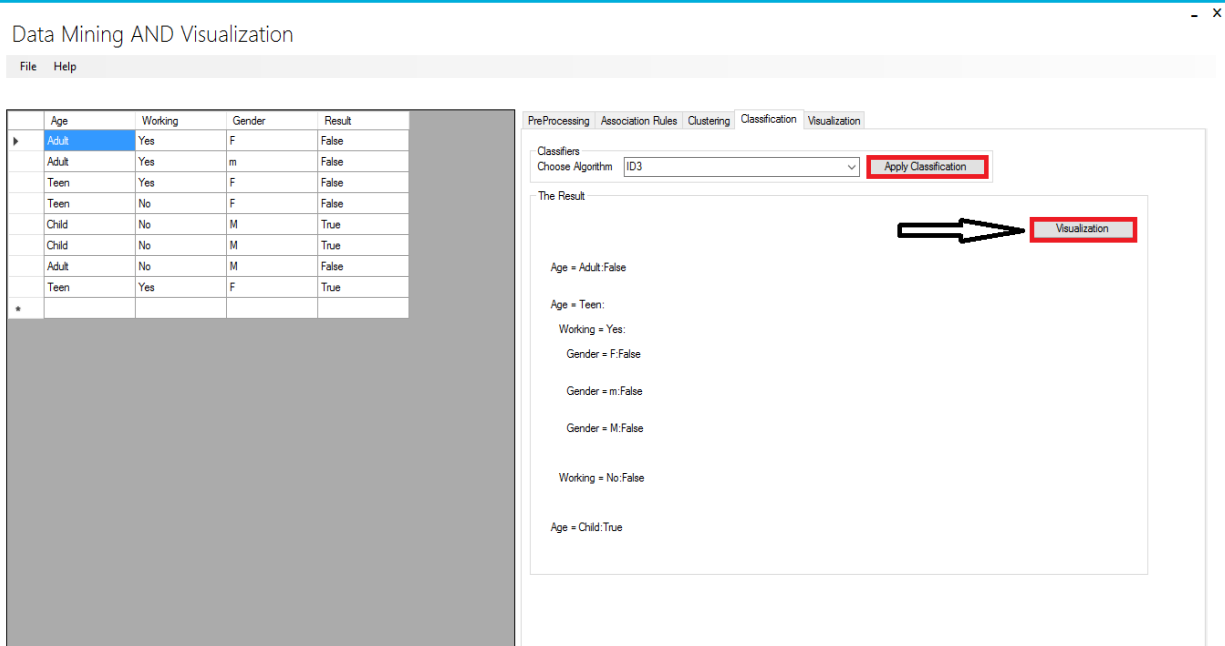 - x
Data Mining AND Visualization
File Help
Age Working Gender Result
Adult Yes F False
Adult Yes m False
Teen Yes F False
Teen No F False
Child No M True
Child No M True
Adult No M False
Teen Yes F True
*
PreProcessing Association Rules Clustering Classification Visualization
Classifiers
Choose Algorithm ID3 Apply Classification
The Result
Visualization
Age = Adult:False
Age = Teen:
Working = Yes:
Gender = F:False
Gender = m:False
Gender = M:False
Working = No:False
Age = Child:True